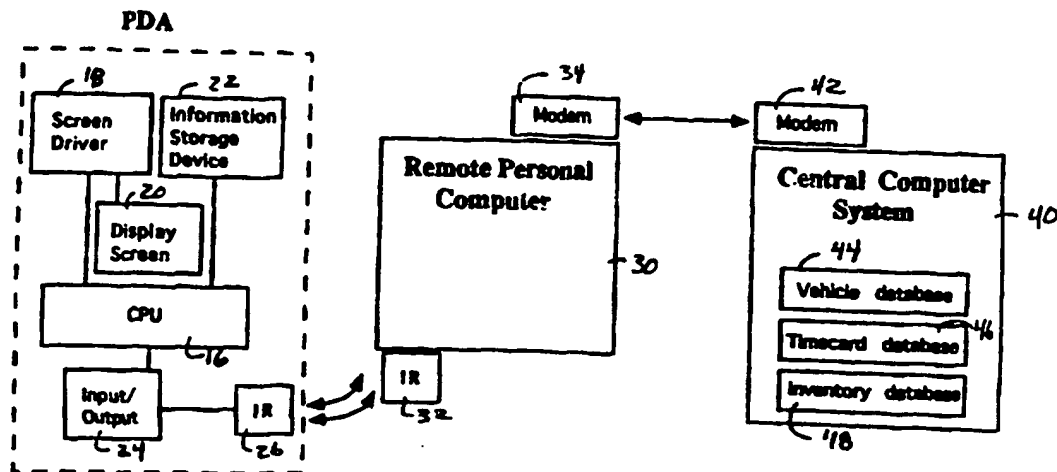 PDA
18
22
34
42
Screen
Driver
Information
Storage
Device
Modem
Modem
20
Display
Screen
Remote Personal
Computer
Central Computer
System
40
30
44
Vehicle database
CPU
16
46
Timecard database
Input/
Output
IR
IR
32
Inventory database
24
26
48